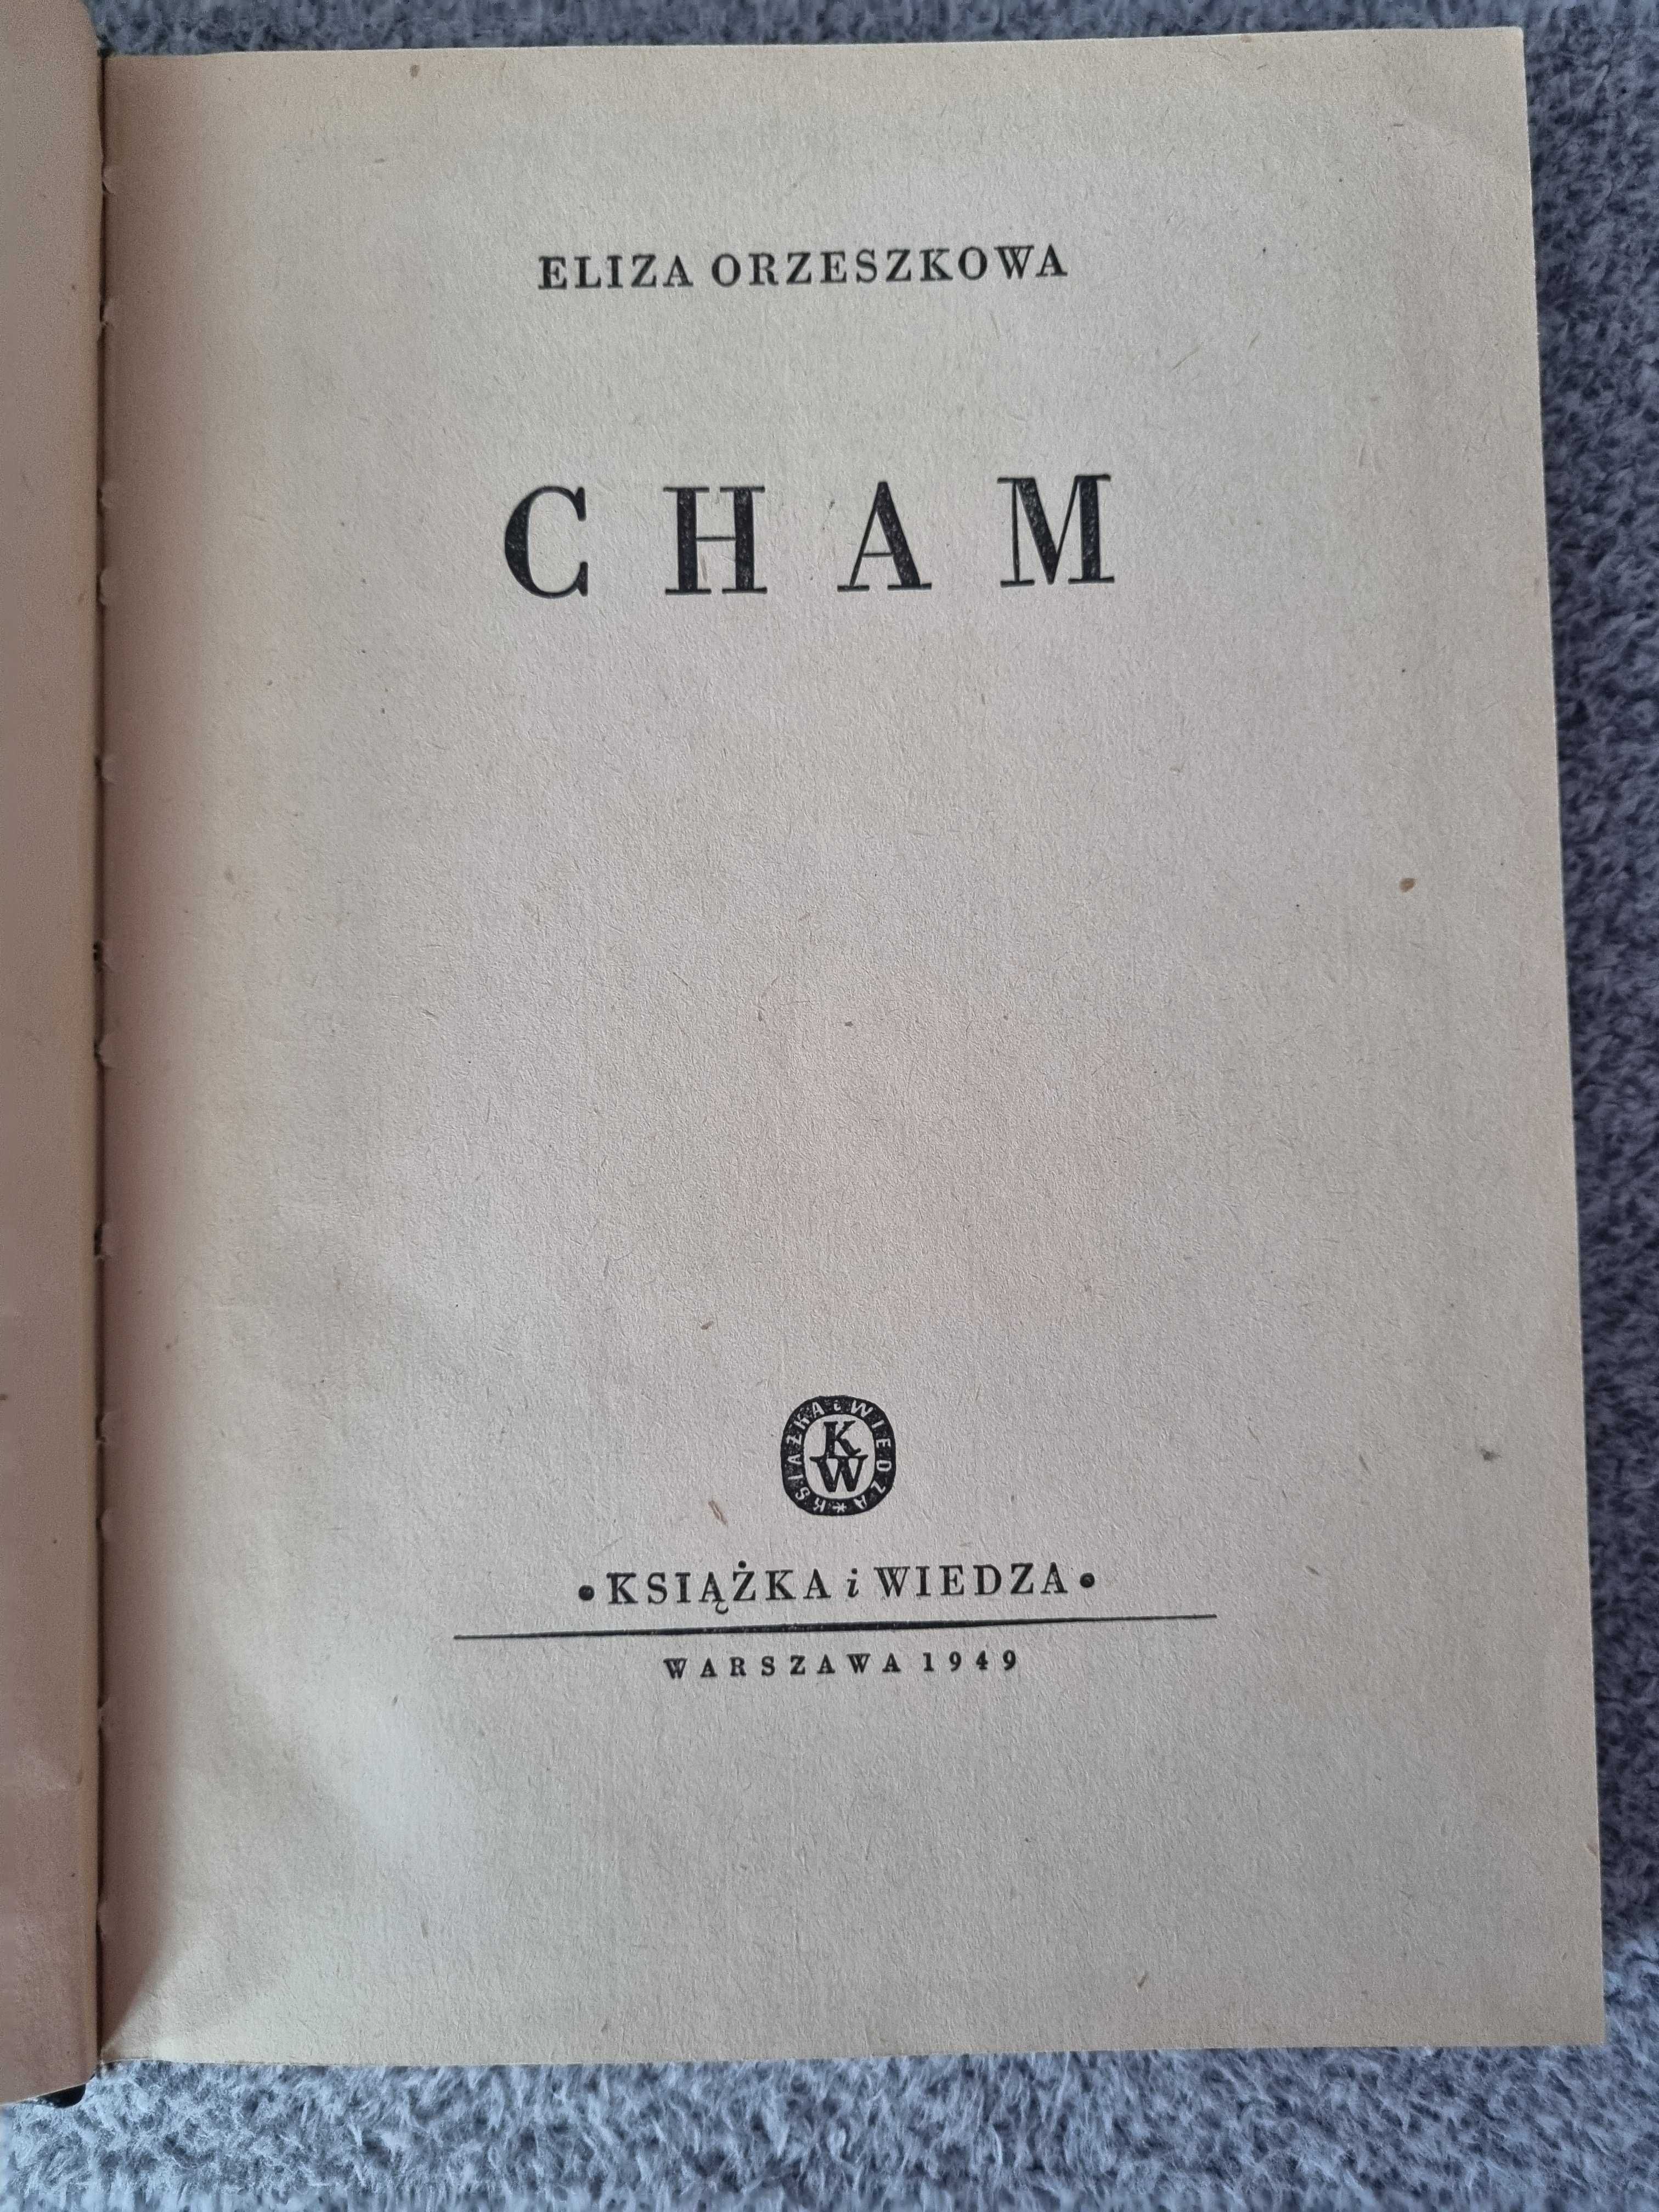 ELIZA ORZESZKOWA
CHAM
KSIĄŻKA i WIEDZA *
KW
•KSIĄŻKA i WIEDZA•
WARSZAWA 1949